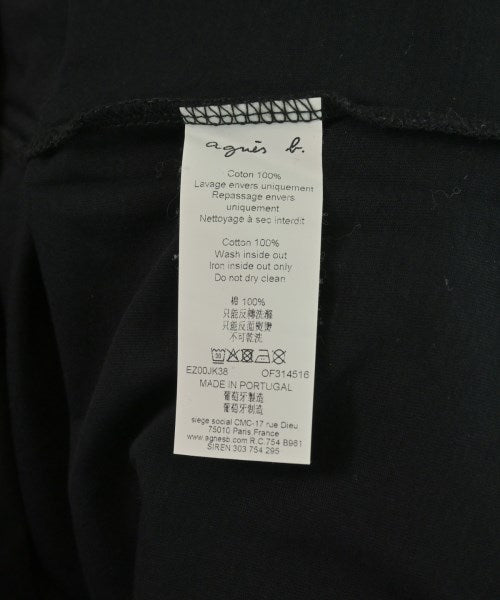 agnès b.
Coton 100%
Lavage envers uniquement
Repassage envers
uniquement
Nettoyage à sec interdit
Cotton 100%
Wash inside out
Iron inside out only
Do not dry clean
棉 100%
只能反轉洗滌
只能反面熨燙
不可乾洗
30
EZ00JK38 OF314516
MADE IN PORTUGAL
葡萄牙製造
葡萄牙制造
siege social CMC-17 rue Dieu
75010 Paris France
www.agnesb.com R.C.754 B981
SIREN 303 754 295